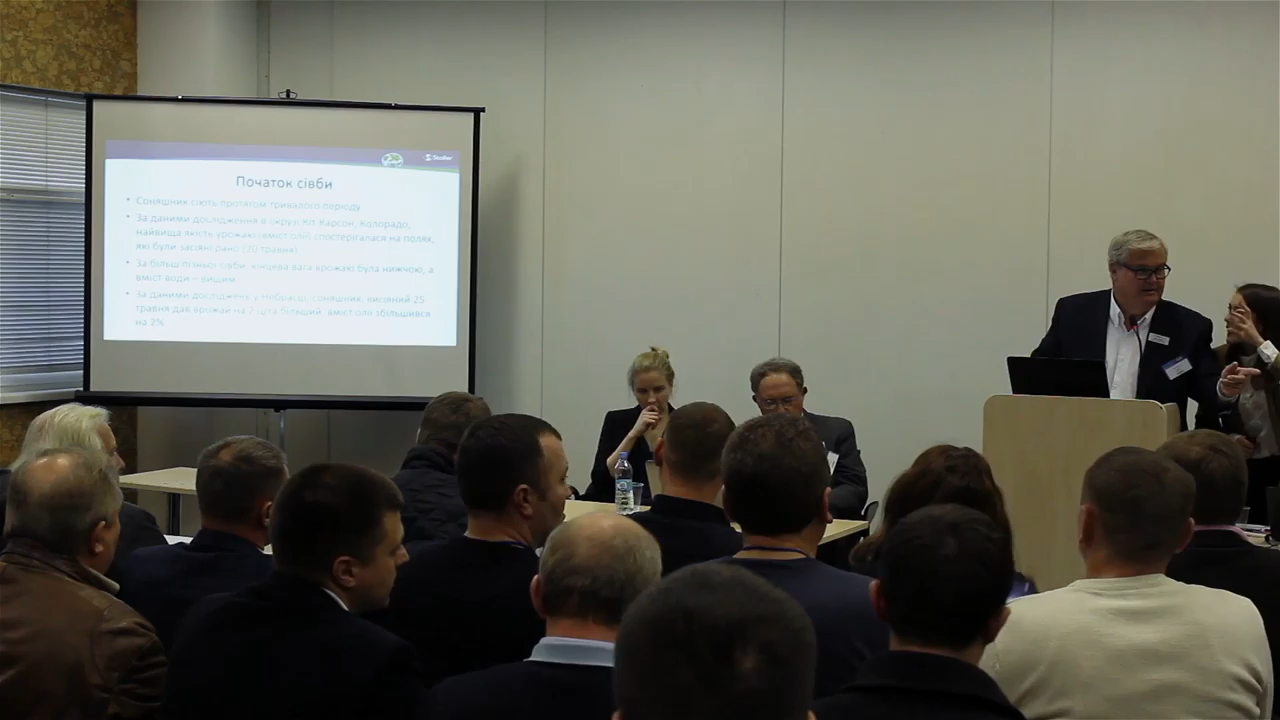 Початок сівби
• Соняшник сіють протягом тривалого періоду
• За даними дослідження в окрузі Кіт Карсон, Колорадо,
найвища якість урожаю (вміст олії) спостерігалася на полях,
які були засіяні рано (20 травня)
• За більш пізньої сівби, кінцева вага врожаю була нижчою, а
вміст води – вищим
• За даними досліджень у Небрасці, соняшник, висіяний 25
травня дав врожай на 2 ц/га більший, вміст олії збільшився
на 2%